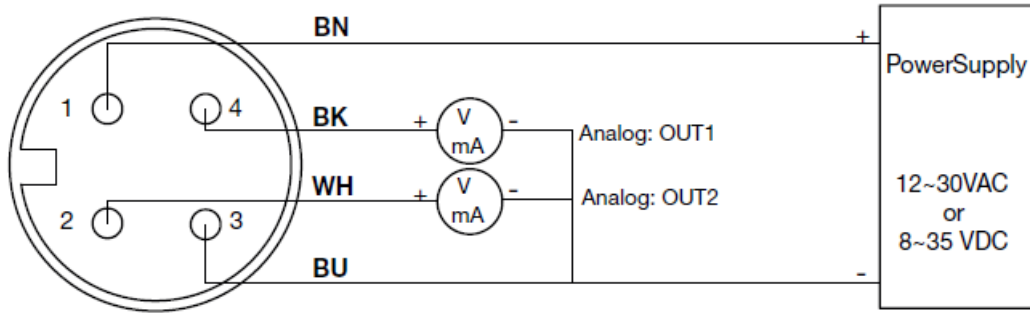 BN
+
PowerSupply
1
4
BK
+
V
mA
-
Analog: OUT1
WH
+
V
mA
-
Analog: OUT2
12~30VAC
or
8~35 VDC
2
3
BU
-